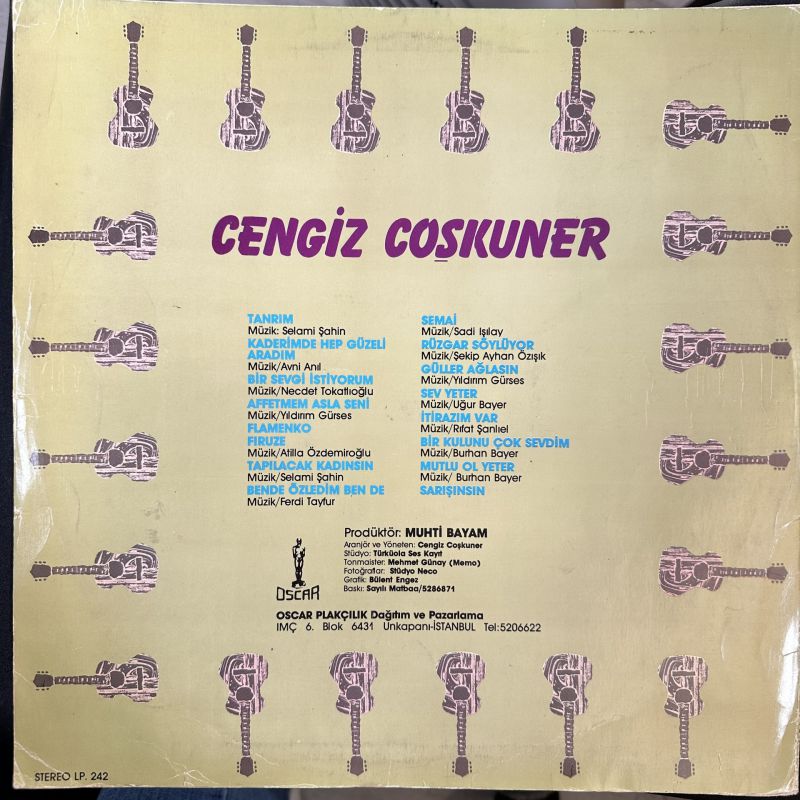 CENGİZ COŞKUNER
TANRIM
Müzik: Selami Şahin
KADERİMDE HEP GÜZELİ
ARADIM
Müzik/Avni Anıl
BİR SEVGİ İSTİYORUM
Müzik/Necdet Tokatlıoğlu
AFFETMEM ASLA SENİ
Müzik/Yıldırım Gürses
FLAMENKO
FIRUZE
Müzik/Atilla Özdemiroğlu
TAPILACAK KADINSIN
Müzik/Selami Şahin
BENDE ÖZLEDİM BEN DE
Müzik/Ferdi Tayfur
SEMAİ
Müzik/Sadi Işılay
RÜZGAR SÖYLÜYOR
Müzik/Şekip Ayhan Özışık
GÜLLER AĞLASIN
Müzik/Yıldırım Gürses
SEV YETER
Müzik/Uğur Bayer
İTİRAZIM VAR
Müzik/Rıfat Şanlıel
BİR KULUNU ÇOK SEVDİM
Müzik/Burhan Bayer
MUTLU OL YETER
Müzik/ Burhan Bayer
SARIŞINSIN
Prodüktör: MUHTİ BAYAM
Aranjör ve Yöneten: Cengiz Coşkuner
Stüdyo: Türküola Ses Kayıt
Tonmaister: Mehmet Günay (Memo)
Fotoğraflar: Stüdyo Neco
Grafik: Bülent Engez
Baskı: Sayılı Matbaa/5286871
OSCAR
OSCAR PLAKÇILIK Dağıtım ve Pazarlama
IMÇ 6. Blok 6431 Unkapanı-İSTANBUL Tel:5206622
STEREO LP. 242